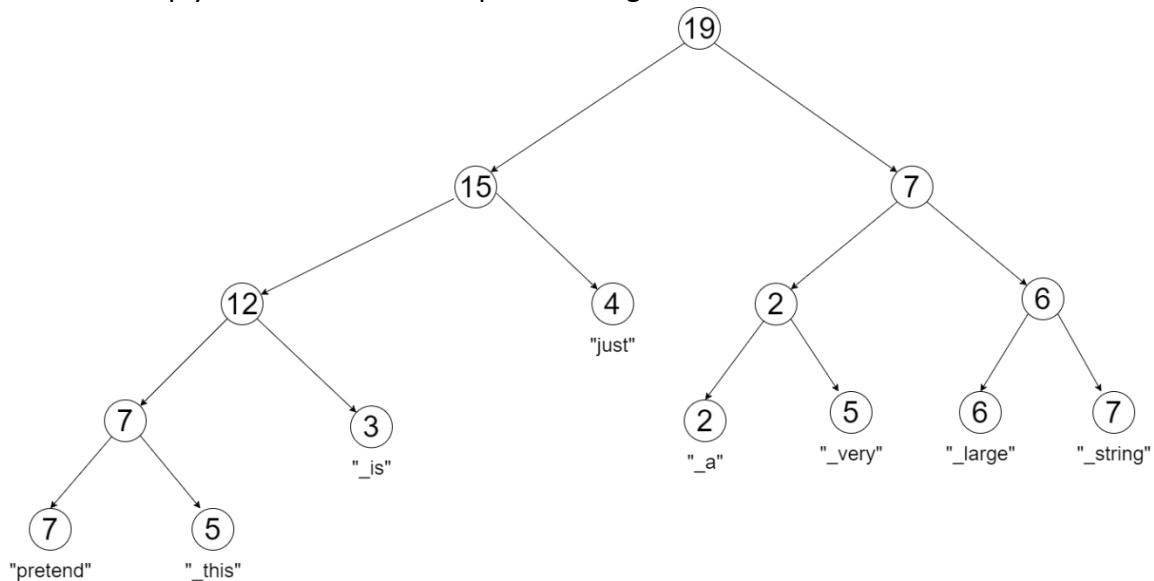 19
15
7
12
4
2
6
"just"
7
3
2
5
6
7
"_is"
"_a"
"_very"
"_large"
"_string"
7
5
"pretend"
"_this"